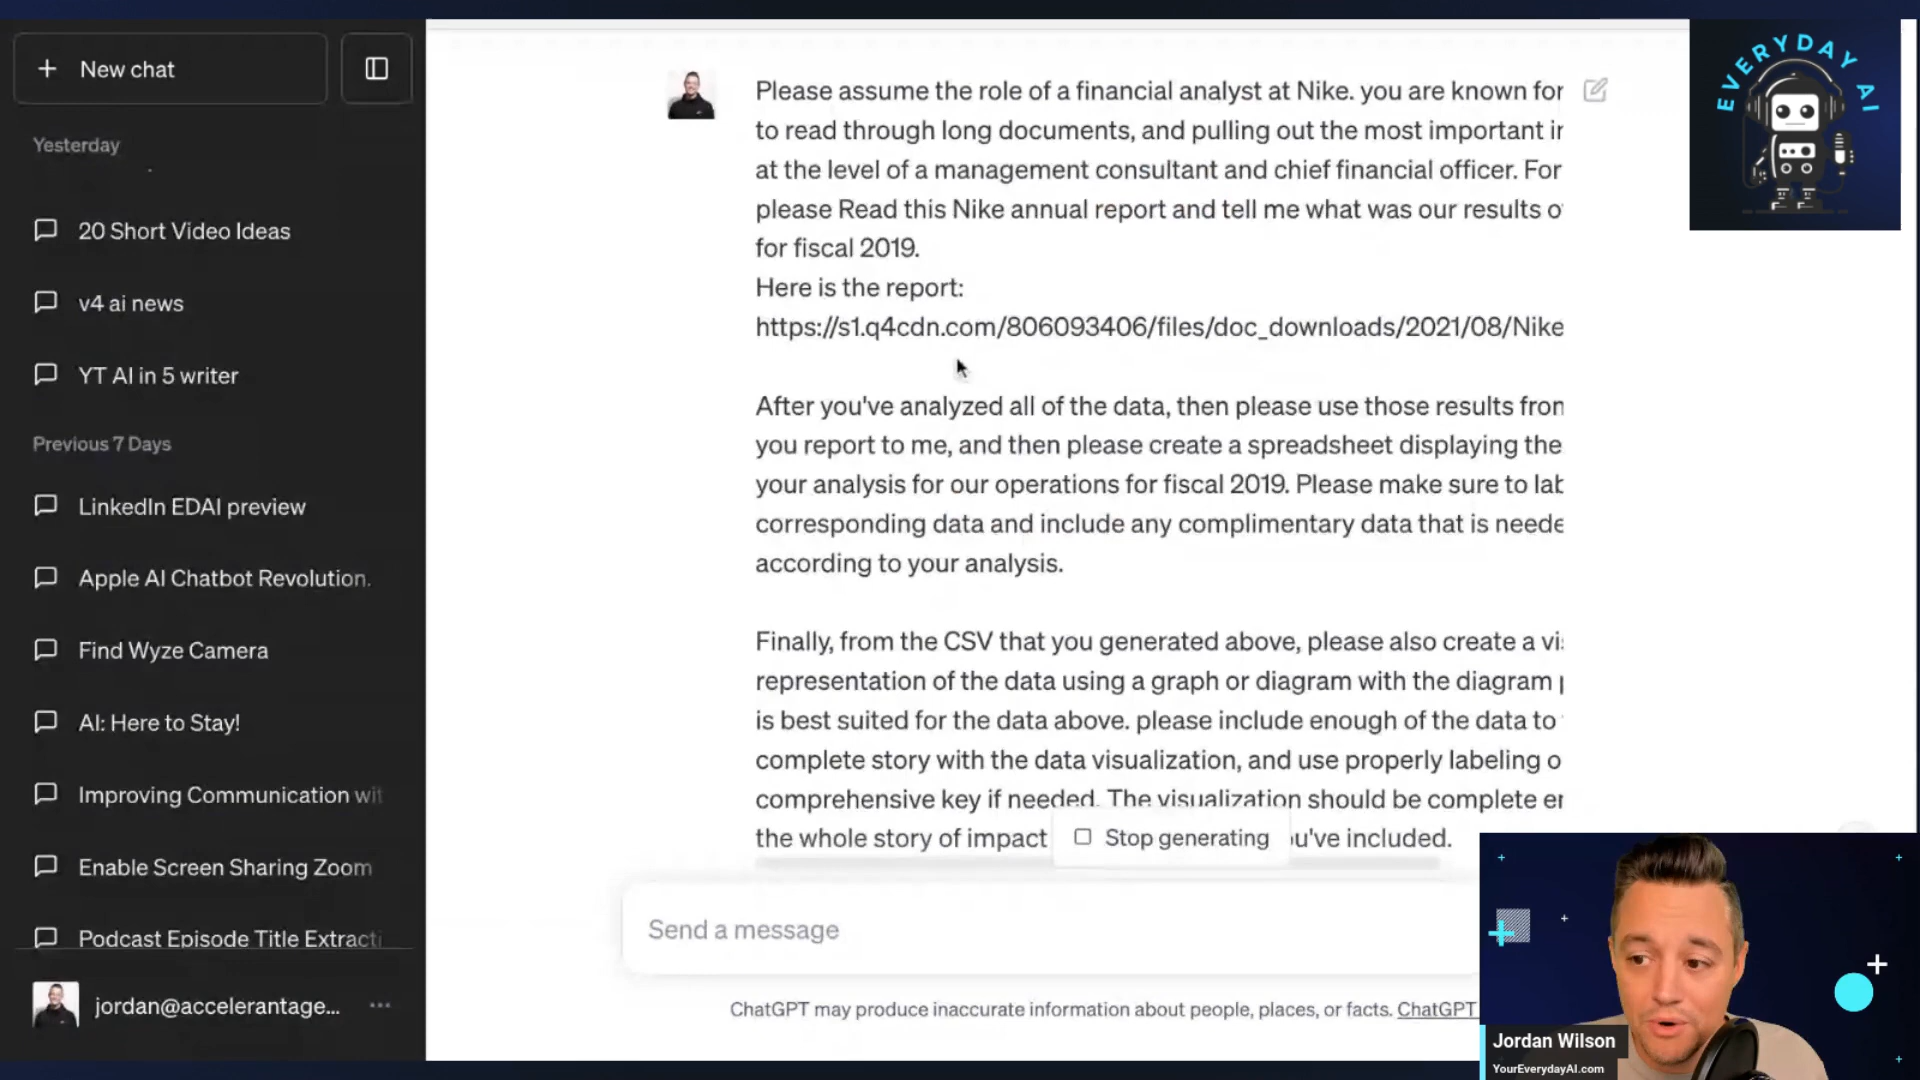 New chat
Yesterday
20 Short Video Ideas
v4 ai news
YT AI in 5 writer
Previous 7 Days
LinkedIn EDAI preview
Apple AI Chatbot Revolution.
Find Wyze Camera
AI: Here to Stay!
Improving Communication wit
Enable Screen Sharing Zoom
Podcast Episode Title Extracti
jordan@accelerantage...
Please assume the role of a financial analyst at Nike. you are known for
to read through long documents, and pulling out the most important in
at the level of a management consultant and chief financial officer. For
please Read this Nike annual report and tell me what was our results o
for fiscal 2019.
Here is the report:
https://s1.q4cdn.com/806093406/files/doc_downloads/2021/08/Nike
After you've analyzed all of the data, then please use those results from
you report to me, and then please create a spreadsheet displaying the
your analysis for our operations for fiscal 2019. Please make sure to lab
corresponding data and include any complimentary data that is neede
according to your analysis.
Finally, from the CSV that you generated above, please also create a vi
representation of the data using a graph or diagram with the diagram
is best suited for the data above. please include enough of the data to
complete story with the data visualization, and use properly labeling o
comprehensive key if needed. The visualization should be complete en
the whole story of impact
Stop generating
u've included.
Send a message
ChatGPT may produce inaccurate information about people, places, or facts. ChatGPT
EVERYDAY AI
Jordan Wilson
YourEverydayAI.com